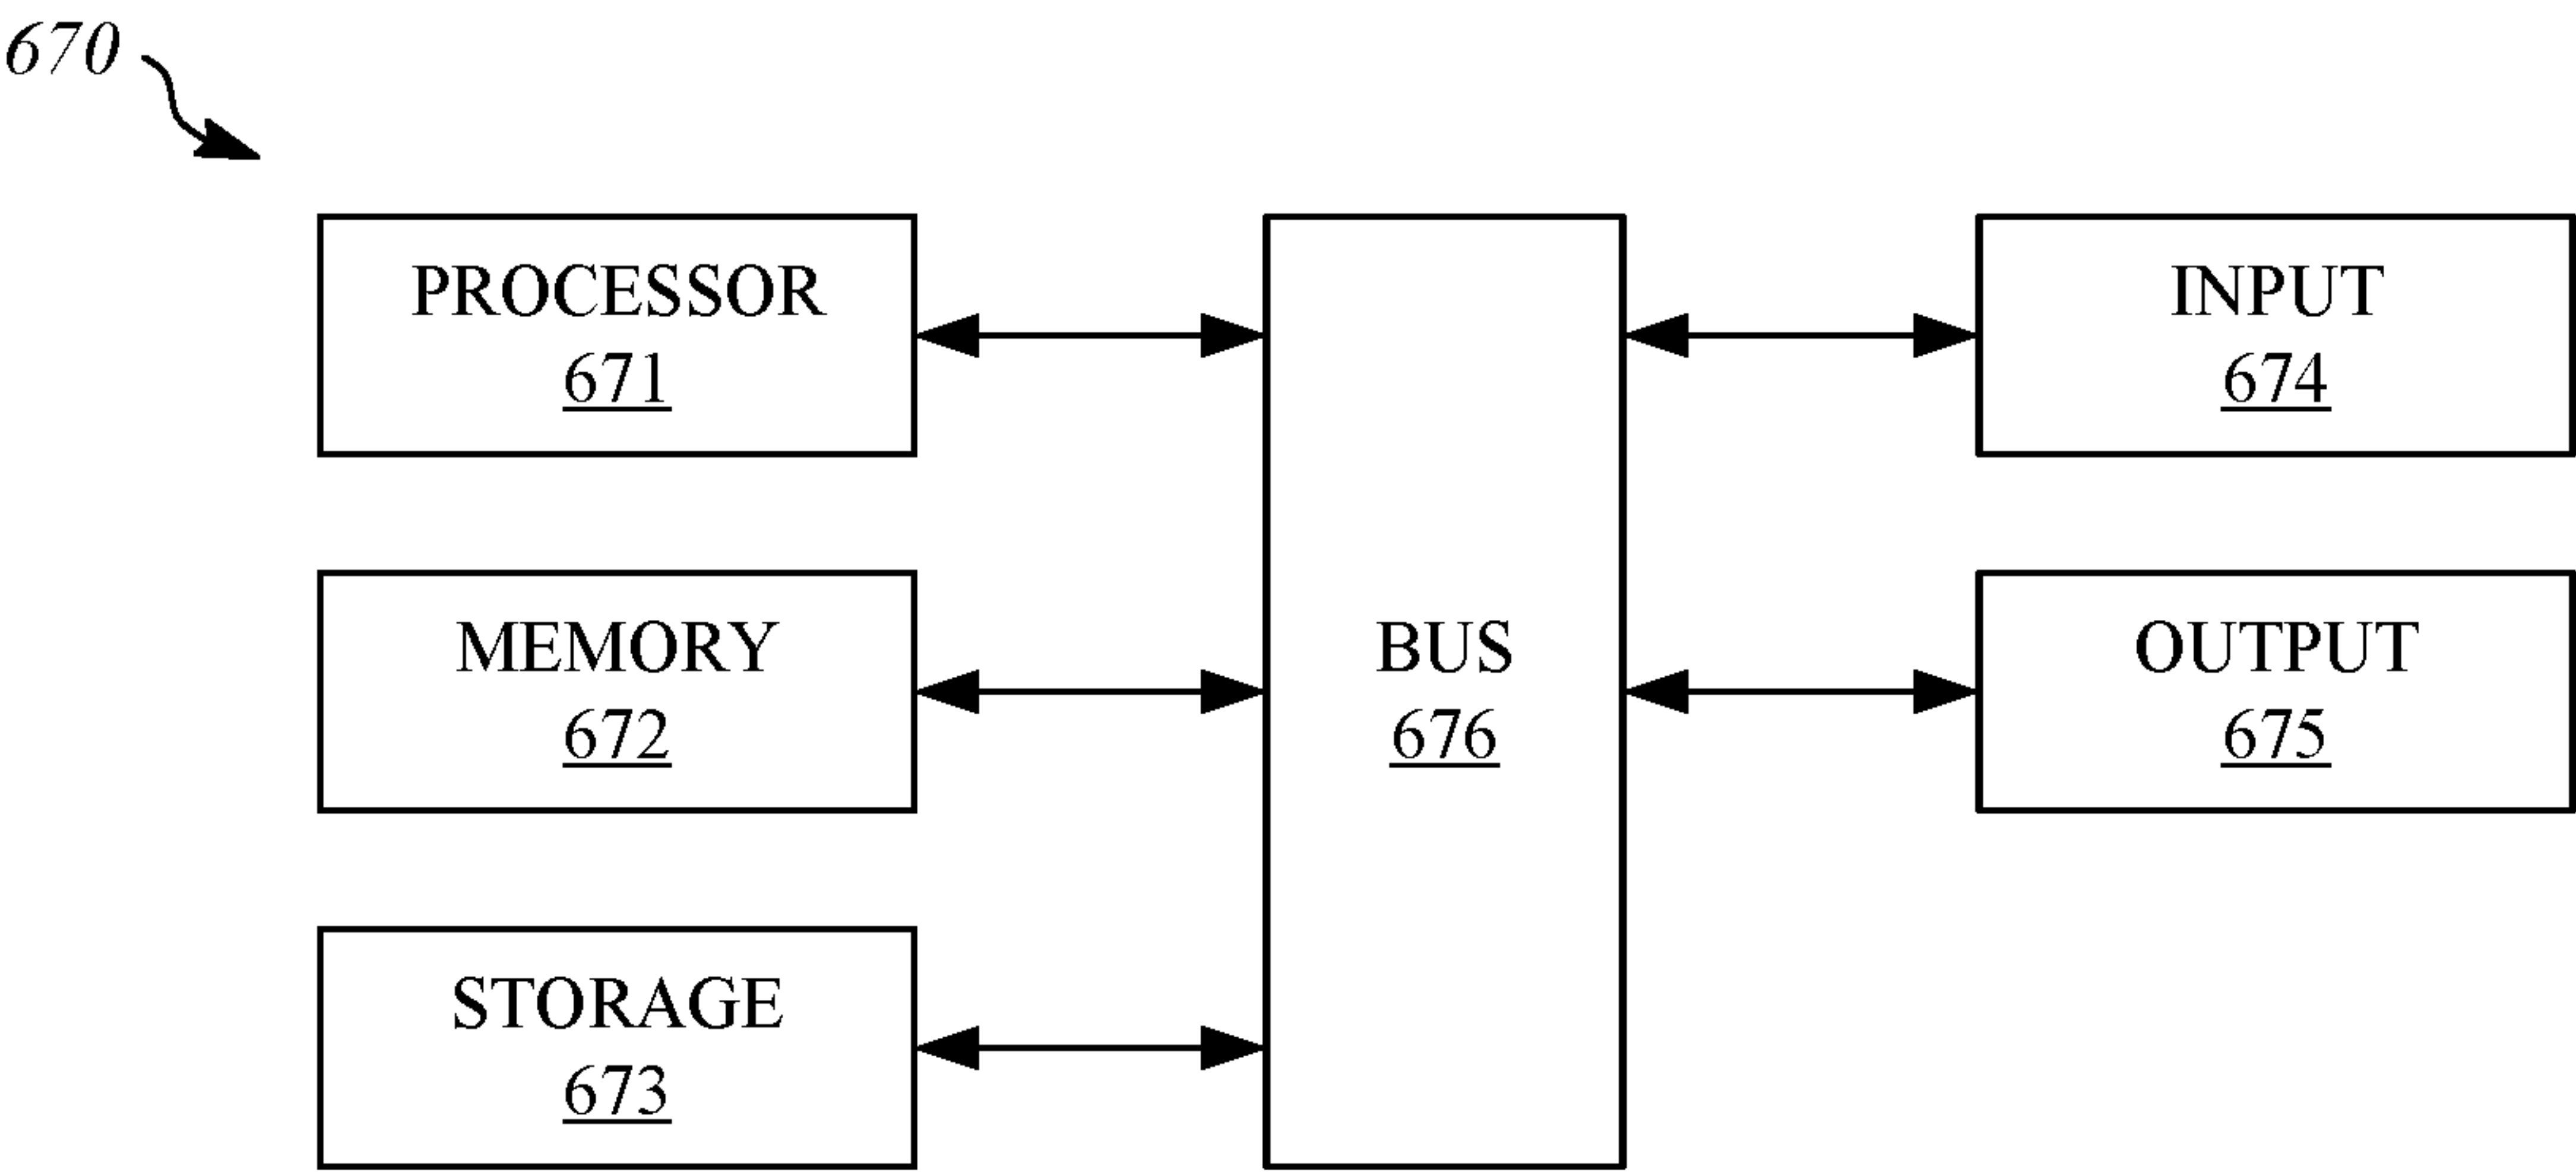 670
PROCESSOR
671
MEMORY
672
STORAGE
673
BUS
676
INPUT
674
OUTPUT
675